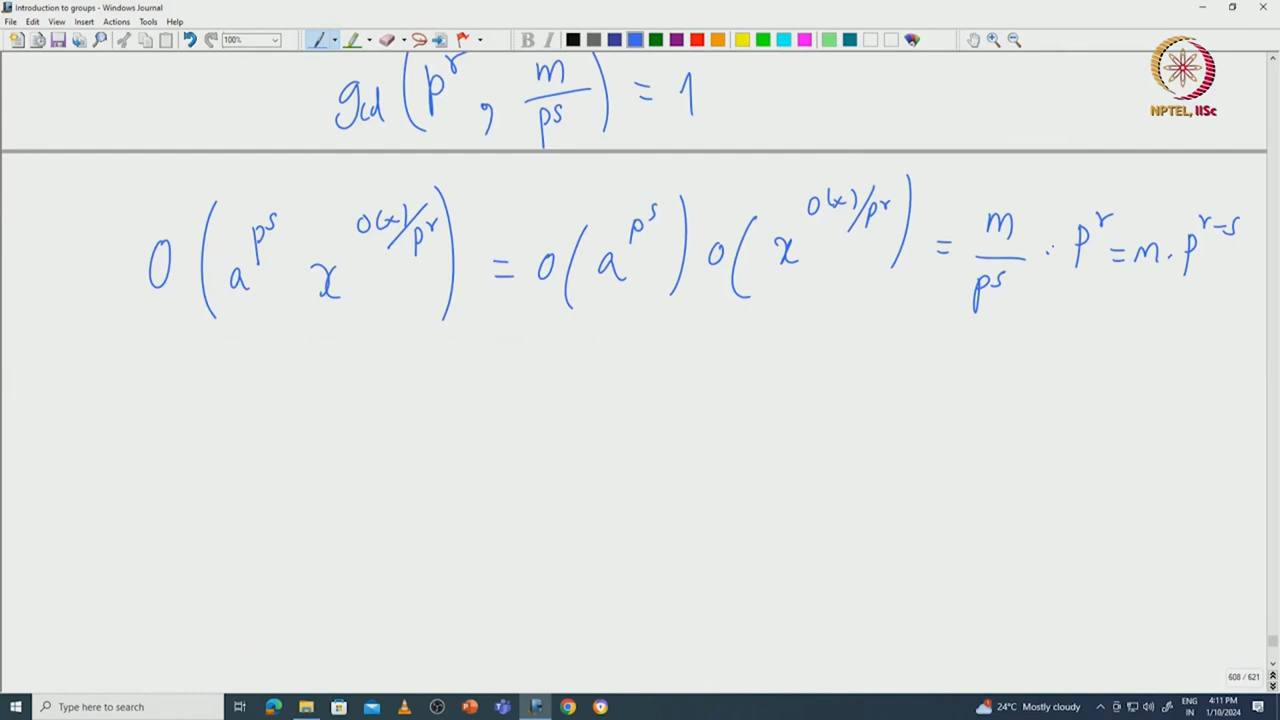 Introduction to groups - Windows Journal
File Edit View Insert Actions Tools Help
100%
B I
NPTEL, IISc
gcd(p^r, m/p^s) = 1
O(a^{p^s} x^{O(x)/p^r}) = O(a^{p^s}) O(x^{O(x)/p^r}) = m/p^s · p^r = m · p^{r-s}
608 / 621
Type here to search
24°C Mostly cloudy
ENG
IN
4:11 PM
1/10/2024